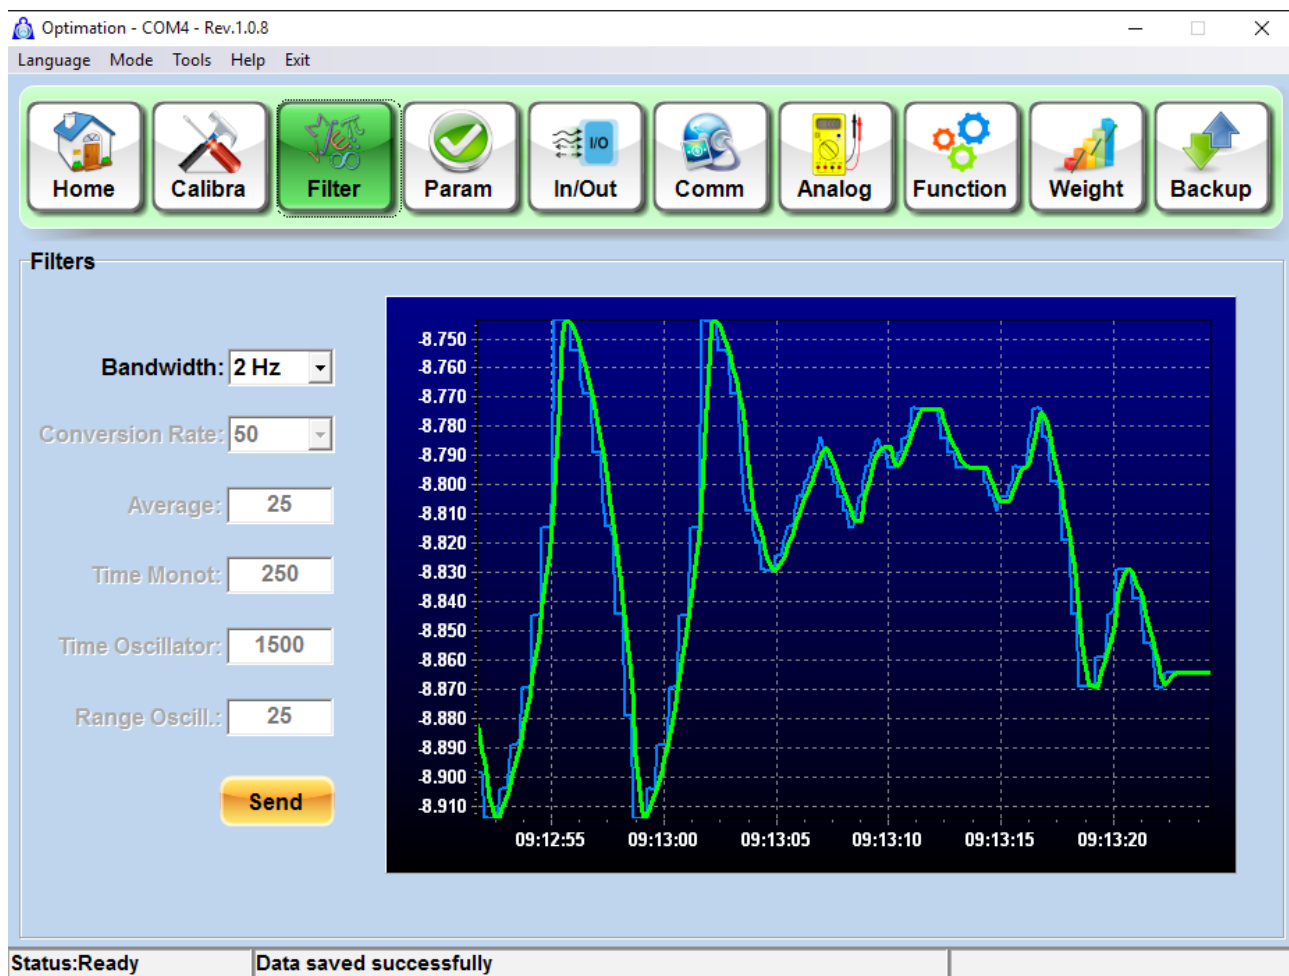 Optimation - COM4 - Rev.1.0.8
Language Mode Tools Help Exit
Home Calibra Filter Param In/Out I/O Comm Analog Function Weight Backup
Filters
Bandwidth: 2 Hz
Conversion Rate: 50
Average: 25
Time Monot: 250
Time Oscillator: 1500
Range Oscill.: 25
Send
-8.750
-8.760
-8.770
-8.780
-8.790
-8.800
-8.810
-8.820
-8.830
-8.840
-8.850
-8.860
-8.870
-8.880
-8.890
-8.900
-8.910
09:12:55 09:13:00 09:13:05 09:13:10 09:13:15 09:13:20
Status:Ready Data saved successfully